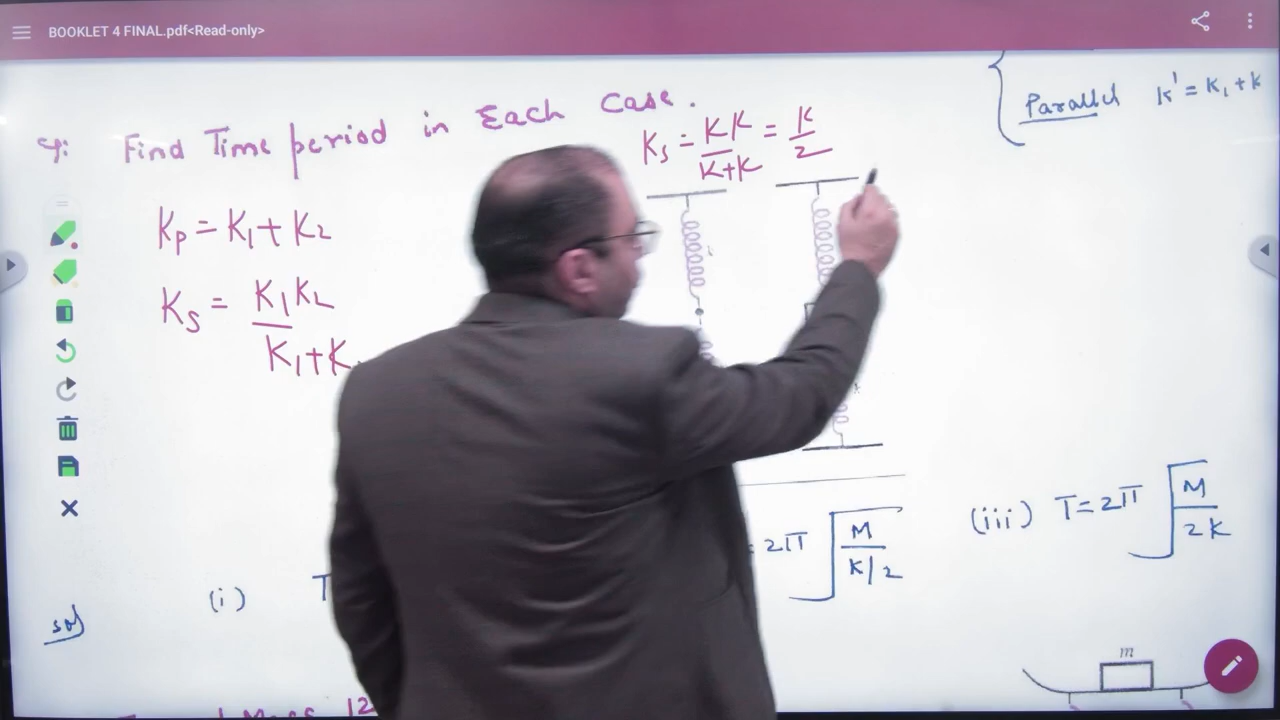 BOOKLET 4 FINAL.pdf<Read-only>
Parallel K' = K₁ + K
Q: Find Time period in Each Case.
Kₛ = KK/K+K = K/2
Kₚ = K₁ + K₂
Kₛ = K₁K₂/K₁+K
(i) T
= 2π √M/K/2
(iii) T = 2π √M/2K
Sol
m